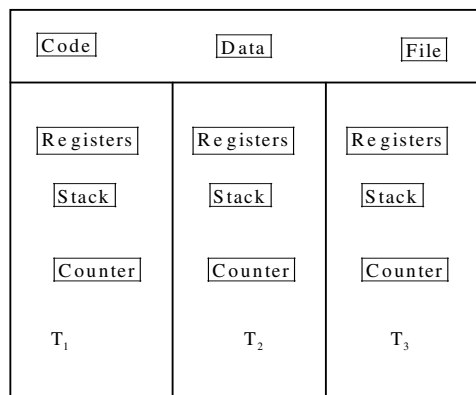 Code Data File
Registers Registers Registers
Stack Stack Stack
Counter Counter Counter
T₁ T₂ T₃